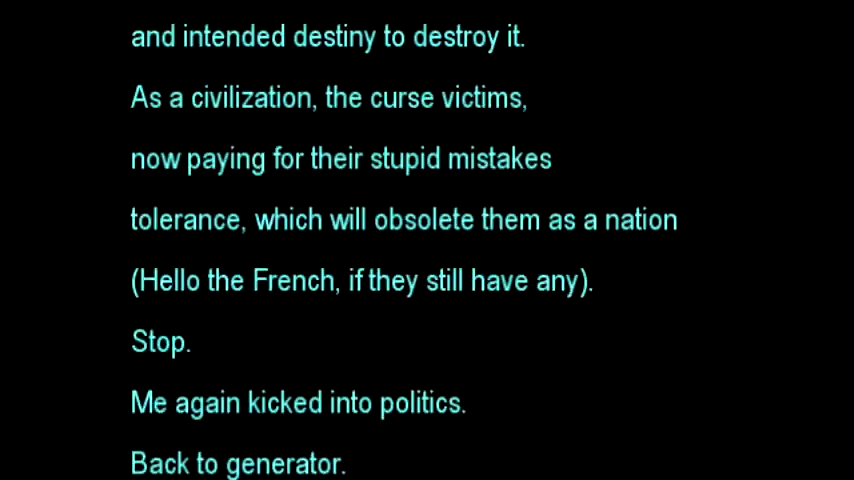 and intended destiny to destroy it.
As a civilization, the curse victims,
now paying for their stupid mistakes
tolerance, which will obsolete them as a nation
(Hello the French, if they still have any).
Stop.
Me again kicked into politics.
Back to generator.